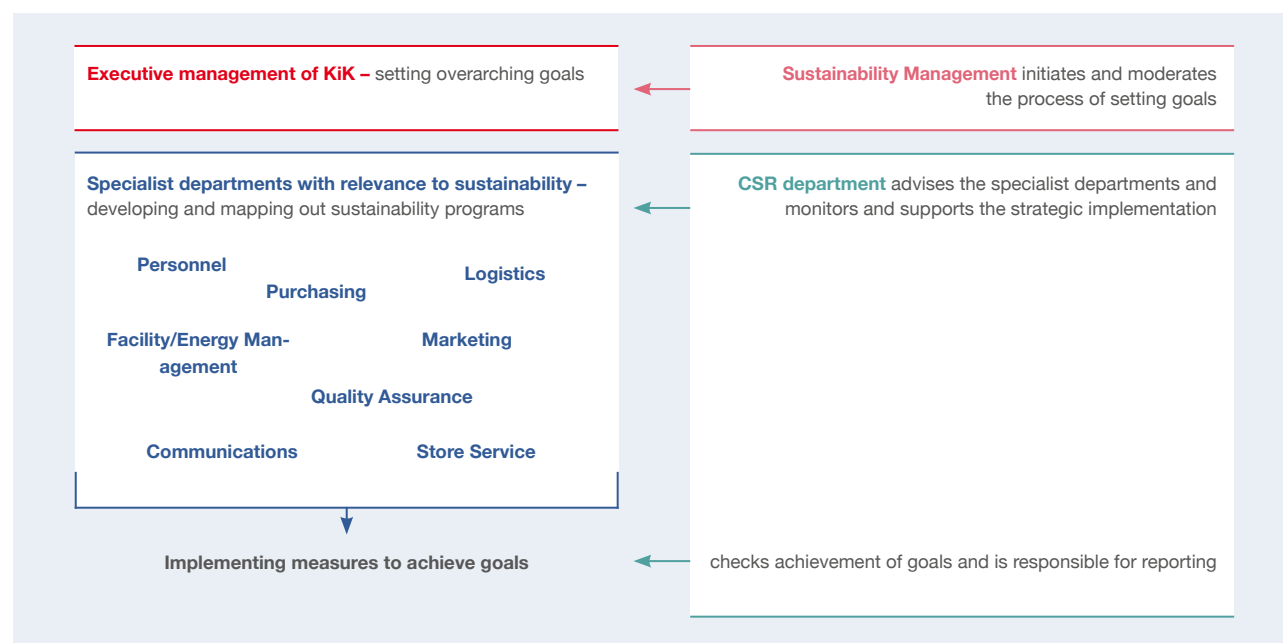 Executive management of KiK – setting overarching goals
Sustainability Management initiates and moderates
the process of setting goals
Specialist departments with relevance to sustainability –
developing and mapping out sustainability programs
CSR department advises the specialist departments and
monitors and supports the strategic implementation
Personnel
Logistics
Purchasing
Facility/Energy Man-
agement
Marketing
Quality Assurance
Communications
Store Service
Implementing measures to achieve goals
checks achievement of goals and is responsible for reporting